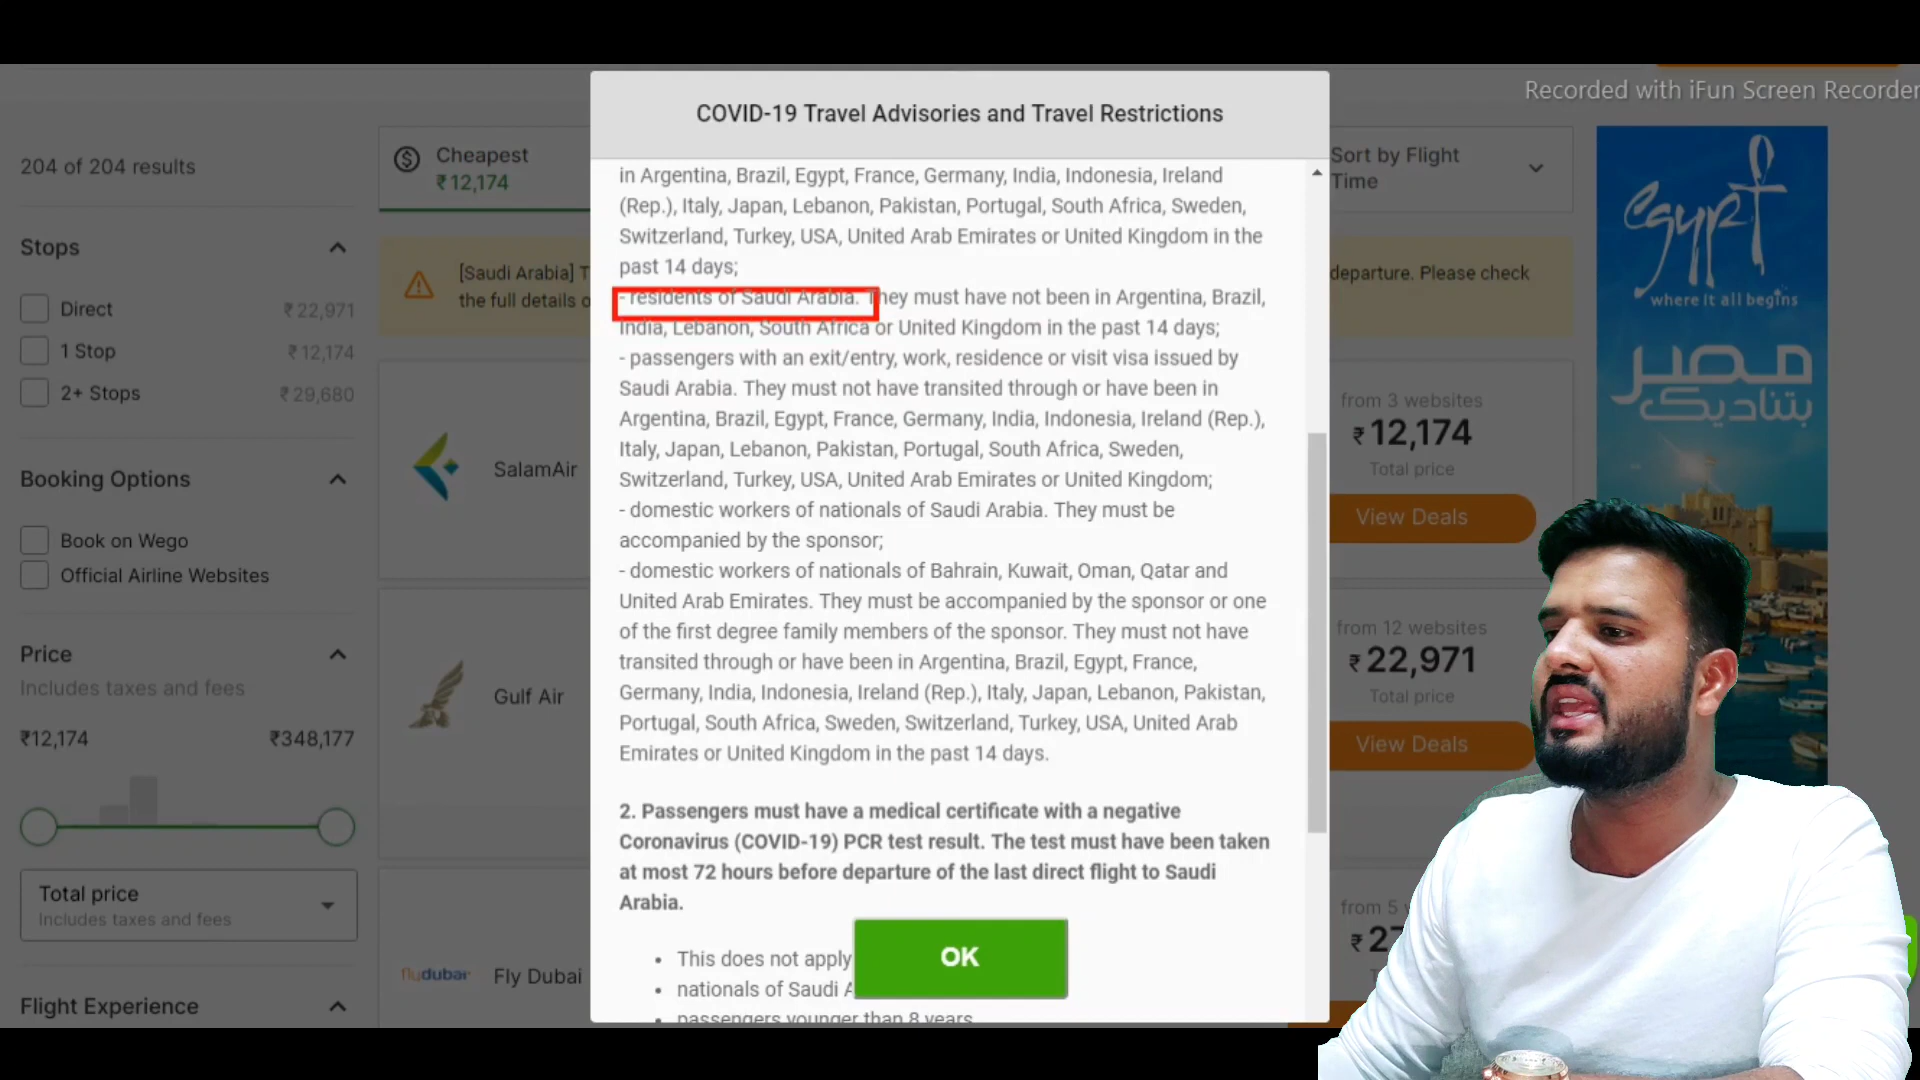 Recorded with iFun Screen Recorder
COVID-19 Travel Advisories and Travel Restrictions
204 of 204 results
Stops
Direct
₹22,971
1 Stop
₹12,174
2+ Stops
₹29,680
Booking Options
Book on Wego
Official Airline Websites
Price
Includes taxes and fees
₹12,174
₹348,177
Total price
Includes taxes and fees
Flight Experience
Cheapest
₹12,174
[Saudi Arabia] T
the full details o
SalamAir
Gulf Air
flydubai
Fly Dubai
in Argentina, Brazil, Egypt, France, Germany, India, Indonesia, Ireland
(Rep.), Italy, Japan, Lebanon, Pakistan, Portugal, South Africa, Sweden,
Switzerland, Turkey, USA, United Arab Emirates or United Kingdom in the
past 14 days;
- residents of Saudi Arabia. They must have not been in Argentina, Brazil,
India, Lebanon, South Africa or United Kingdom in the past 14 days;
- passengers with an exit/entry, work, residence or visit visa issued by
Saudi Arabia. They must not have transited through or have been in
Argentina, Brazil, Egypt, France, Germany, India, Indonesia, Ireland (Rep.),
Italy, Japan, Lebanon, Pakistan, Portugal, South Africa, Sweden,
Switzerland, Turkey, USA, United Arab Emirates or United Kingdom;
- domestic workers of nationals of Saudi Arabia. They must be
accompanied by the sponsor;
- domestic workers of nationals of Bahrain, Kuwait, Oman, Qatar and
United Arab Emirates. They must be accompanied by the sponsor or one
of the first degree family members of the sponsor. They must not have
transited through or have been in Argentina, Brazil, Egypt, France,
Germany, India, Indonesia, Ireland (Rep.), Italy, Japan, Lebanon, Pakistan,
Portugal, South Africa, Sweden, Switzerland, Turkey, USA, United Arab
Emirates or United Kingdom in the past 14 days.
2. Passengers must have a medical certificate with a negative
Coronavirus (COVID-19) PCR test result. The test must have been taken
at most 72 hours before departure of the last direct flight to Saudi
Arabia.
• This does not apply
• nationals of Saudi A
• passengers younger than 8 years
OK
Sort by Flight
Time
departure. Please check
from 3 websites
₹12,174
Total price
View Deals
from 12 websites
₹22,971
Total price
View Deals
from 5
egypt
where it all begins
مصر
بتناديك